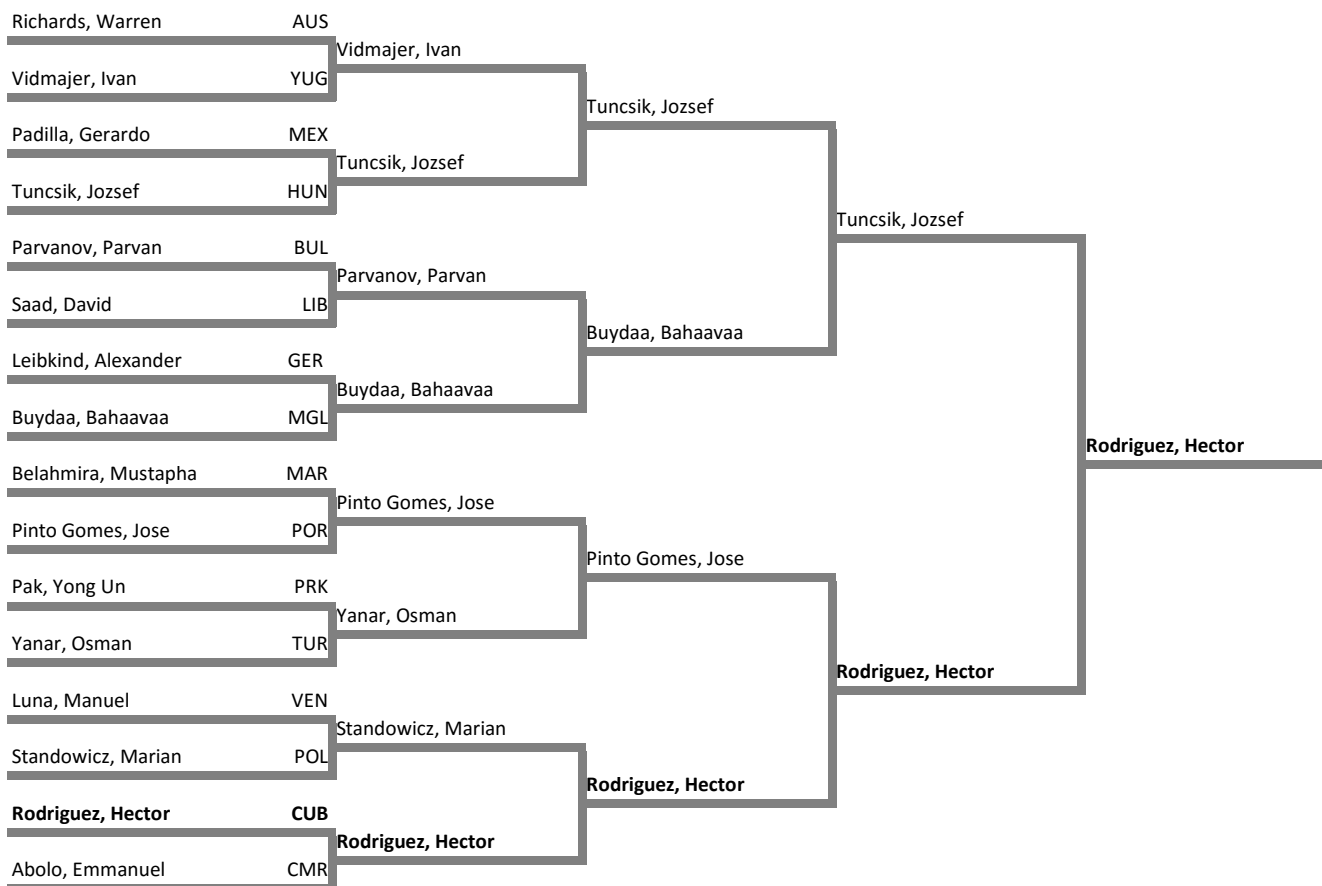 Richards, Warren AUS
Vidmajer, Ivan
Vidmajer, Ivan YUG
Tuncsik, Jozsef
Padilla, Gerardo MEX
Tuncsik, Jozsef
Tuncsik, Jozsef HUN
Tuncsik, Jozsef
Parvanov, Parvan BUL
Parvanov, Parvan
Saad, David LIB
Buydaa, Bahaavaa
Leibkind, Alexander GER
Buydaa, Bahaavaa
Buydaa, Bahaavaa MGL
Rodriguez, Hector
Belahmira, Mustapha MAR
Pinto Gomes, Jose
Pinto Gomes, Jose POR
Pinto Gomes, Jose
Pak, Yong Un PRK
Yanar, Osman
Yanar, Osman TUR
Rodriguez, Hector
Luna, Manuel VEN
Standowicz, Marian
Standowicz, Marian POL
Rodriguez, Hector
Rodriguez, Hector CUB
Rodriguez, Hector
Abolo, Emmanuel CMR